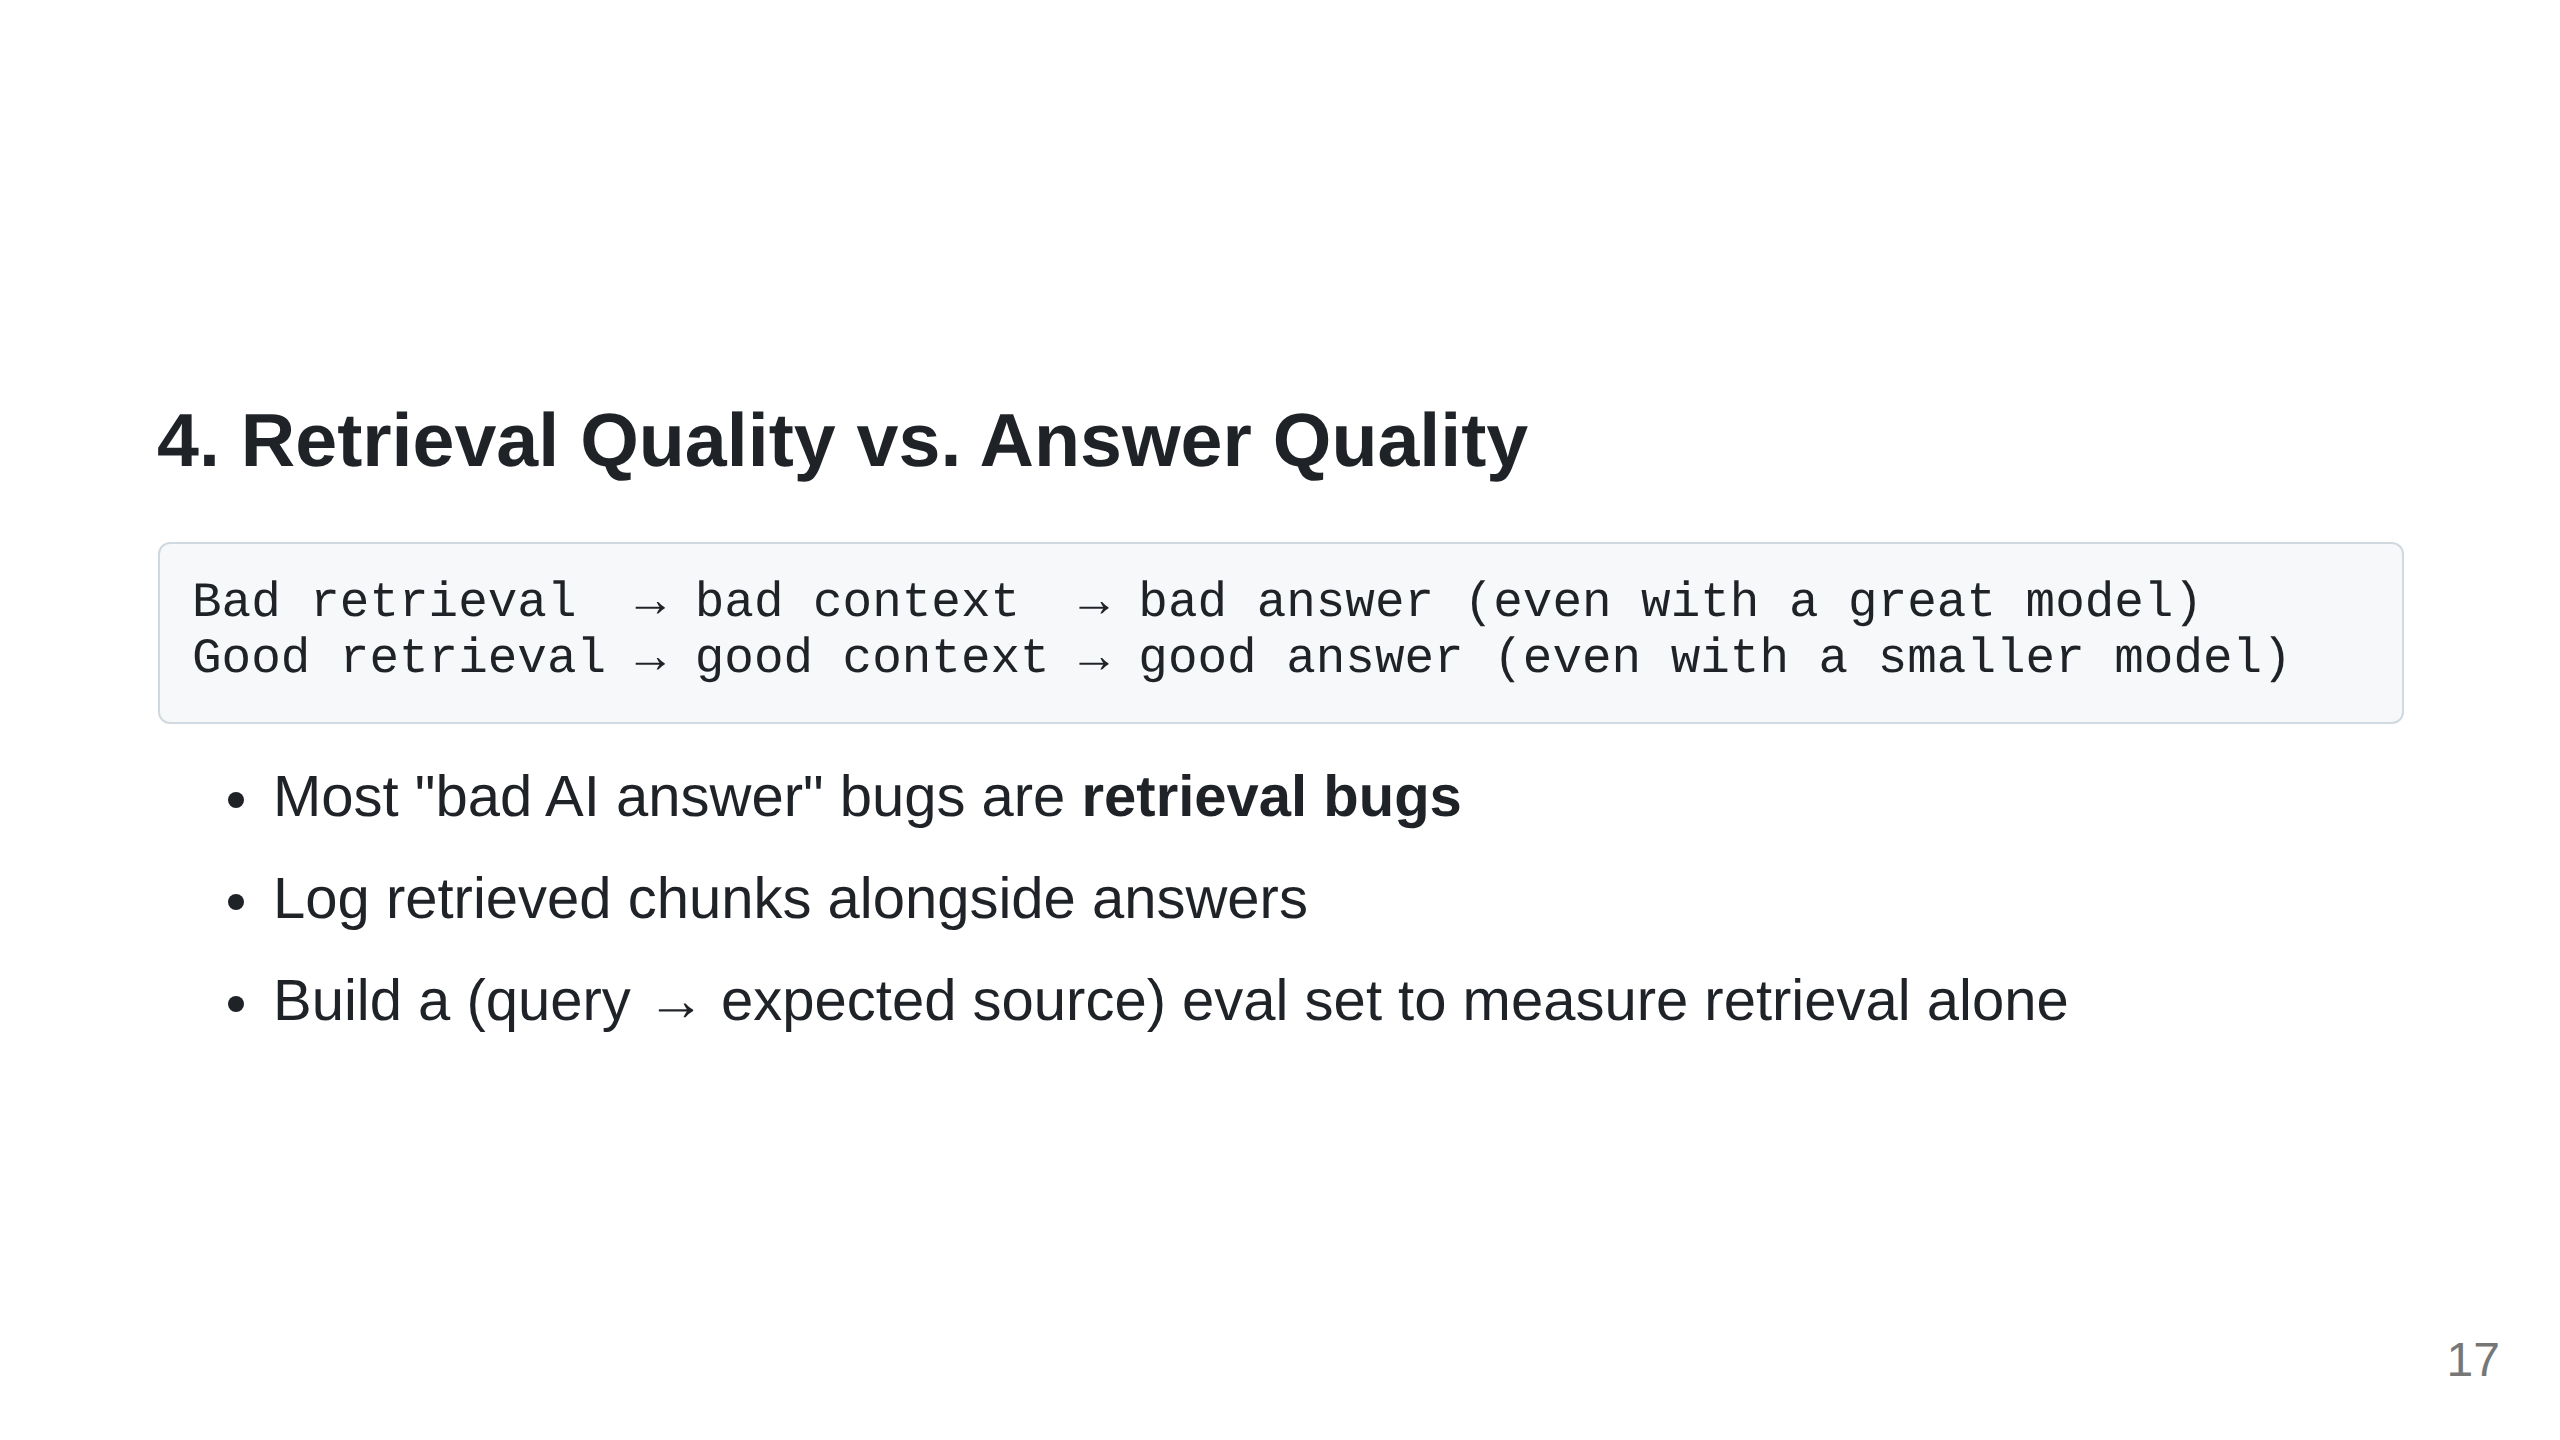 4. Retrieval Quality vs. Answer Quality
Bad retrieval  → bad context  → bad answer (even with a great model)
Good retrieval → good context → good answer (even with a smaller model)
• Most "bad AI answer" bugs are retrieval bugs
• Log retrieved chunks alongside answers
• Build a (query → expected source) eval set to measure retrieval alone
17